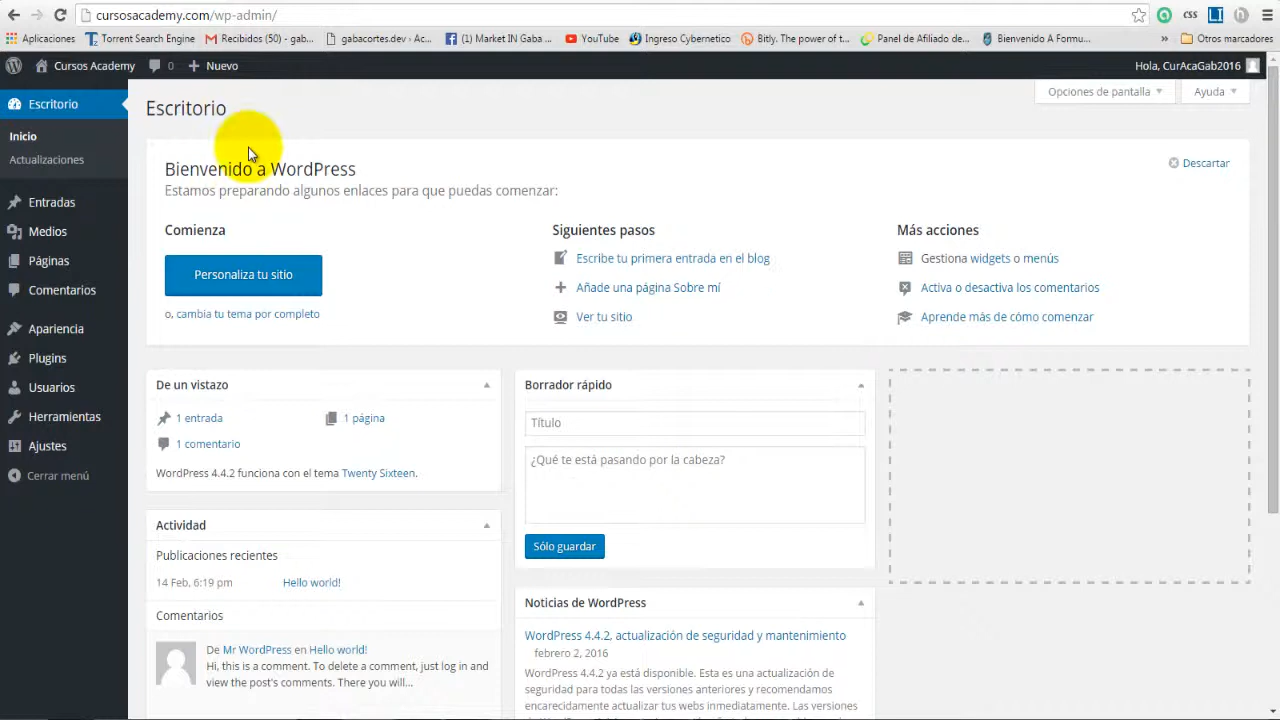 cursosacademy.com/wp-admin/
css
Aplicaciones
Torrent Search Engine
Recibidos (50) - gab...
gabacortes.dev › Ac...
(1) Market IN Gaba ...
YouTube
Ingreso Cybernetico
Bitly. The power of t...
Panel de Afiliado de...
Bienvenido A Formu...
»
Otros marcadores
Cursos Academy
0
Nuevo
Hola, CurAcaGab2016
Escritorio
Inicio
Actualizaciones
Entradas
Medios
Páginas
Comentarios
Apariencia
Plugins
Usuarios
Herramientas
Ajustes
Cerrar menú
Opciones de pantalla
Ayuda
Escritorio
Bienvenido a WordPress
Descartar
Estamos preparando algunos enlaces para que puedas comenzar:
Comienza
Personaliza tu sitio
o, cambia tu tema por completo
Siguientes pasos
Escribe tu primera entrada en el blog
Añade una página Sobre mí
Ver tu sitio
Más acciones
Gestiona widgets o menús
Activa o desactiva los comentarios
Aprende más de cómo comenzar
De un vistazo
1 entrada
1 página
1 comentario
WordPress 4.4.2 funciona con el tema Twenty Sixteen.
Actividad
Publicaciones recientes
14 Feb, 6:19 pm
Hello world!
Comentarios
De Mr WordPress en Hello world!
Hi, this is a comment. To delete a comment, just log in and
view the post's comments. There you will...
Borrador rápido
Título
¿Qué te está pasando por la cabeza?
Sólo guardar
Noticias de WordPress
WordPress 4.4.2, actualización de seguridad y mantenimiento
febrero 2, 2016
WordPress 4.4.2 ya está disponible. Esta es una actualización de
seguridad para todas las versiones anteriores y recomendamos
encarecidamente actualizar tus webs inmediatamente. Las versiones